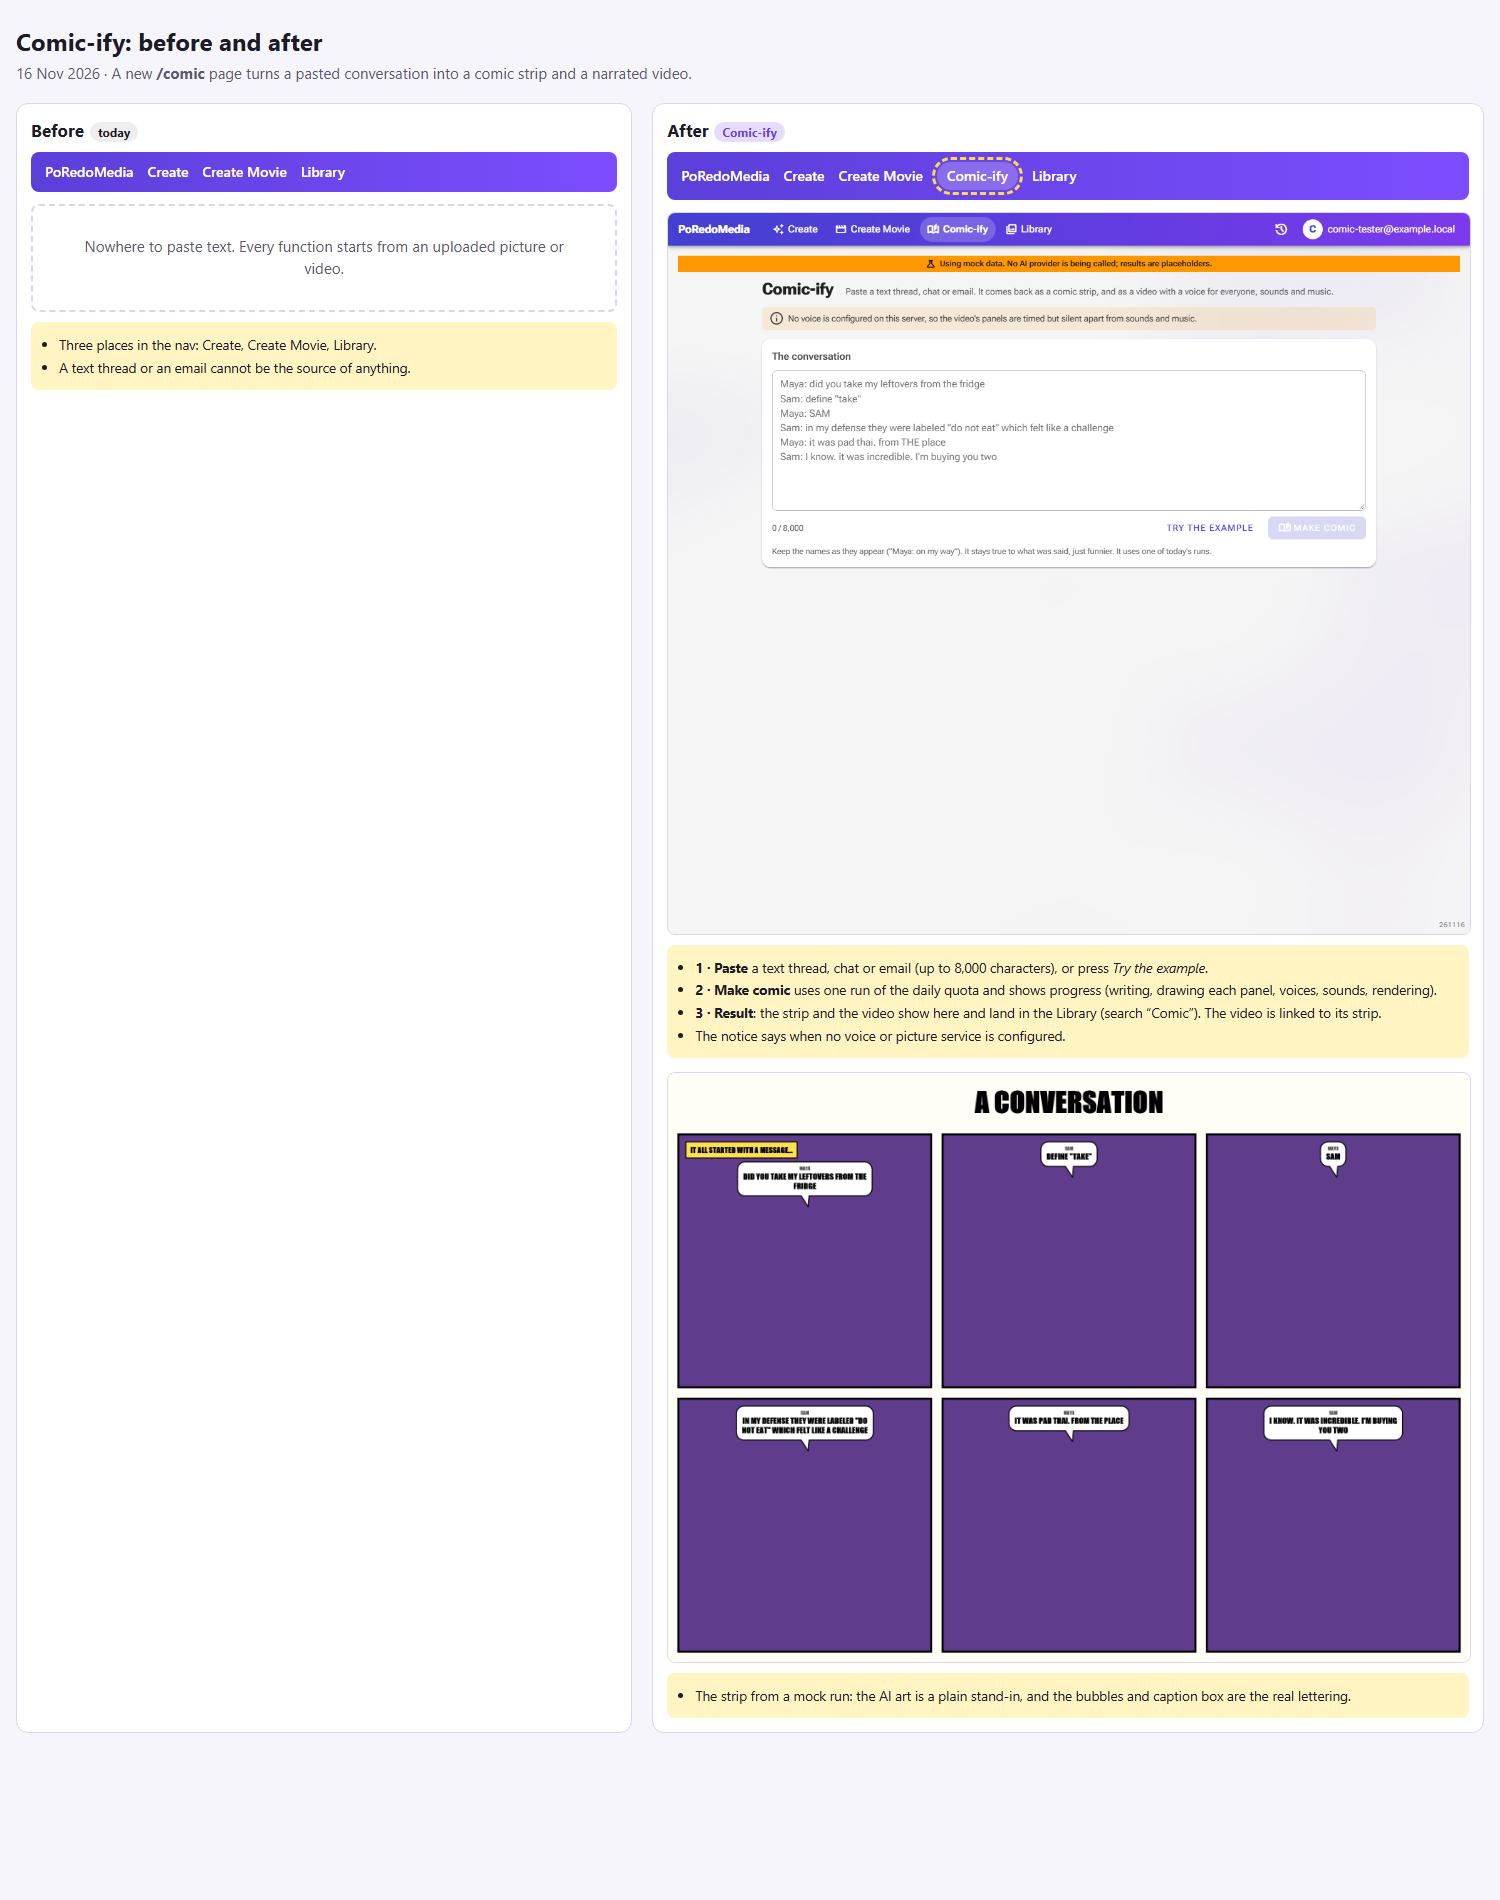 Comic-ify: before and after
16 Nov 2026 · A new /comic page turns a pasted conversation into a comic strip and a narrated video.
Before today
PoRedoMedia Create Create Movie Library
Nowhere to paste text. Every function starts from an uploaded picture or
video.
• Three places in the nav: Create, Create Movie, Library.
• A text thread or an email cannot be the source of anything.
After Comic-ify
PoRedoMedia Create Create Movie Comic-ify Library
PoRedoMedia Create Create Movie Comic-ify Library C comic-tester@example.local
Using mock data. No AI provider is being called; results are placeholders.
Comic-ify Paste a text thread, chat or email. It comes back as a comic strip, and as a video with a voice for everyone, sounds and music.
No voice is configured on this server, so the video's panels are timed but silent apart from sounds and music.
The conversation
Maya: did you take my leftovers from the fridge
Sam: define "take"
Maya: SAM
Sam: in my defense they were labeled "do not eat" which felt like a challenge
Maya: it was pad thai. from THE place
Sam: I know. it was incredible. I'm buying you two
0 / 8,000 TRY THE EXAMPLE MAKE COMIC
Keep the names as they appear ("Maya: on my way"). It stays true to what was said, just funnier. It uses one of today's runs.
261116
• 1 · Paste a text thread, chat or email (up to 8,000 characters), or press Try the example.
• 2 · Make comic uses one run of the daily quota and shows progress (writing, drawing each panel, voices, sounds, rendering).
• 3 · Result: the strip and the video show here and land in the Library (search “Comic”). The video is linked to its strip.
• The notice says when no voice or picture service is configured.
A CONVERSATION
IT ALL STARTED WITH A MESSAGE...
MAYA
DID YOU TAKE MY LEFTOVERS FROM THE
FRIDGE
SAM
DEFINE "TAKE"
MAYA
SAM
SAM
IN MY DEFENSE THEY WERE LABELED "DO
NOT EAT" WHICH FELT LIKE A CHALLENGE
MAYA
IT WAS PAD THAI. FROM THE PLACE
SAM
I KNOW. IT WAS INCREDIBLE. I'M BUYING
YOU TWO
• The strip from a mock run: the AI art is a plain stand-in, and the bubbles and caption box are the real lettering.